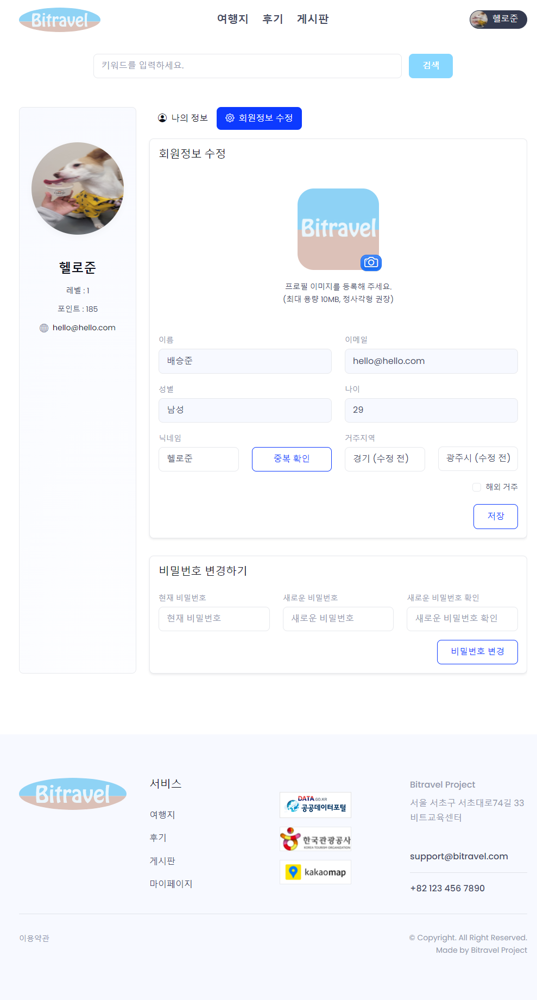 Bitravel
여행지 후기 게시판
헬로준
키워드를 입력하세요.
검색
나의 정보
회원정보 수정
헬로준
레벨 : 1
포인트 : 185
hello@hello.com
회원정보 수정
Bitravel
프로필 이미지를 등록해 주세요.
(최대 용량 10MB, 정사각형 권장)
이름
이메일
배승준
hello@hello.com
성별
나이
남성
29
닉네임
거주지역
헬로준
중복 확인
경기 (수정 전)
광주시 (수정 전)
해외 거주
저장
비밀번호 변경하기
현재 비밀번호
새로운 비밀번호
새로운 비밀번호 확인
현재 비밀번호
새로운 비밀번호
새로운 비밀번호 확인
비밀번호 변경
Bitravel
서비스
여행지
후기
게시판
마이페이지
DATA.GO.KR
공공데이터포털
한국관광공사
KOREA TOURISM ORGANIZATION
kakaomap
Bitravel Project
서울 서초구 서초대로74길 33
비트교육센터
support@bitravel.com
+82 123 456 7890
이용약관
© Copyright. All Right Reserved.
Made by Bitravel Project